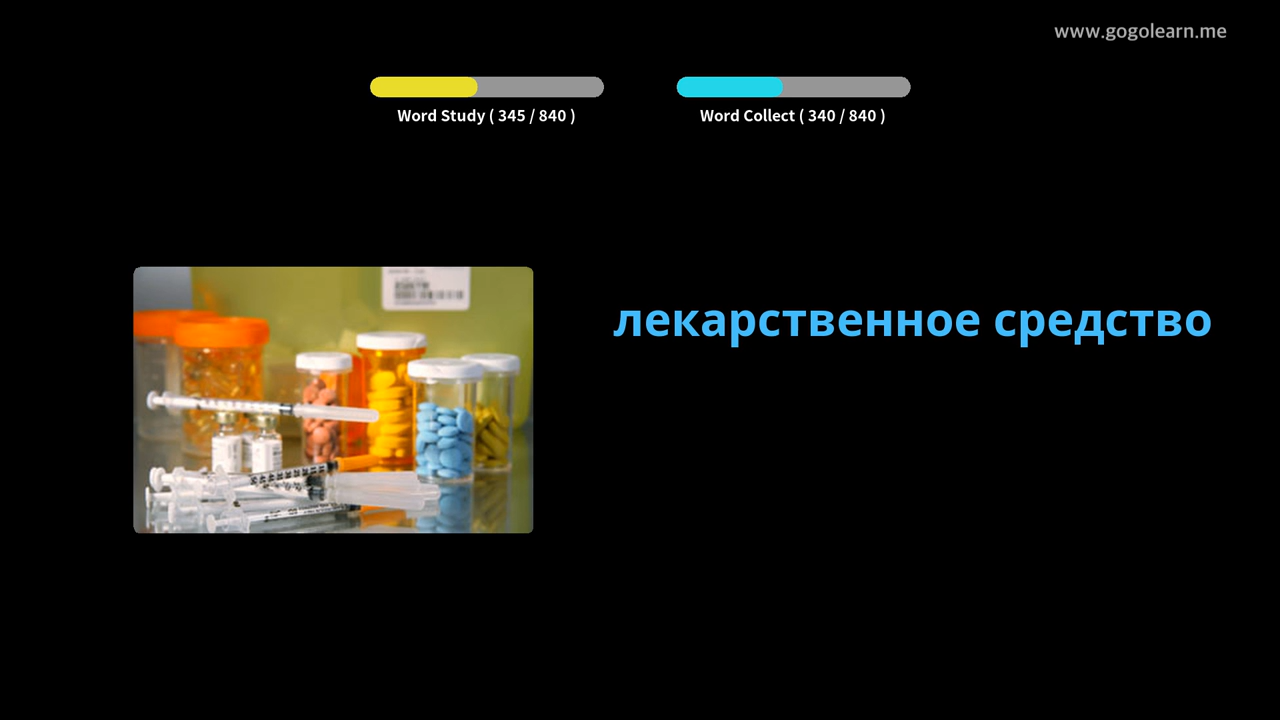 www.gogolearn.me
Word Study ( 345 / 840 )
Word Collect ( 340 / 840 )
лекарственное средство